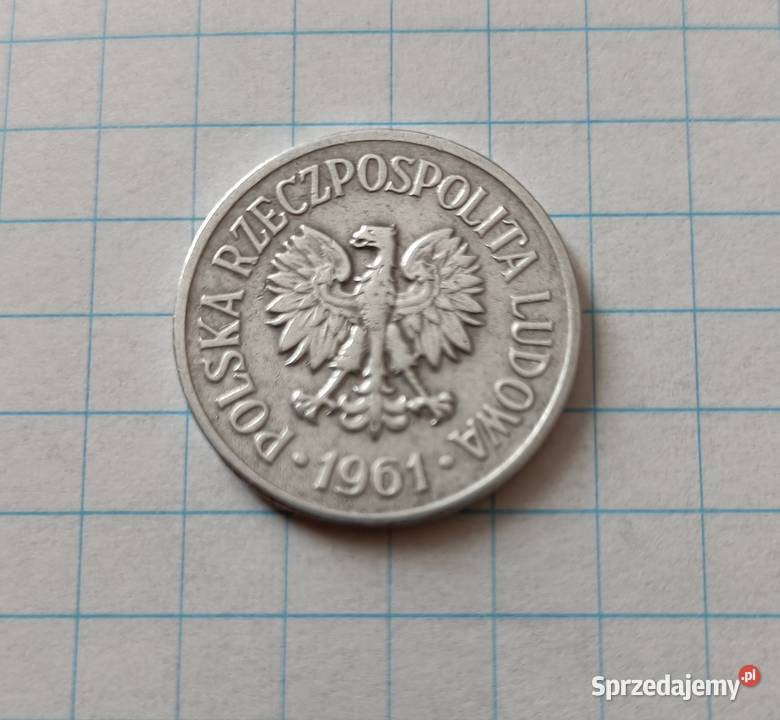 POLSKA RZECZPOSPOLITA LUDOWA
• 1961 •
Sprzedajemy.pl